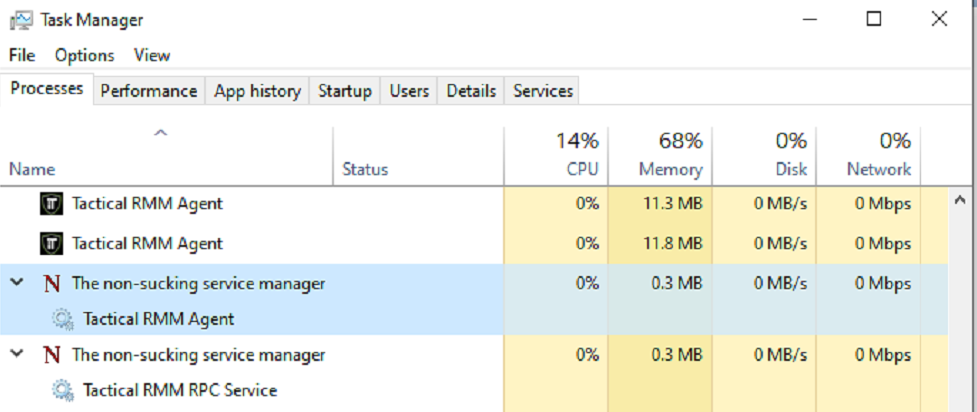 Task Manager
File Options View
Processes Performance App history Startup Users Details Services
14% 68% 0% 0%
Name Status CPU Memory Disk Network
Tactical RMM Agent 0% 11.3 MB 0 MB/s 0 Mbps
Tactical RMM Agent 0% 11.8 MB 0 MB/s 0 Mbps
N The non-sucking service manager 0% 0.3 MB 0 MB/s 0 Mbps
Tactical RMM Agent
N The non-sucking service manager 0% 0.3 MB 0 MB/s 0 Mbps
Tactical RMM RPC Service